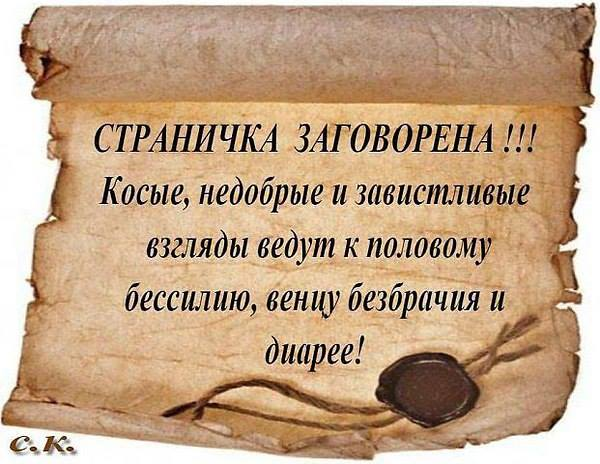 СТРАНИЧКА ЗАГОВОРЕНА !!!
Косые, недобрые и завистливые
взгляды ведут к половому
бессилию, венцу безбрачия и
диарее!
С.К.